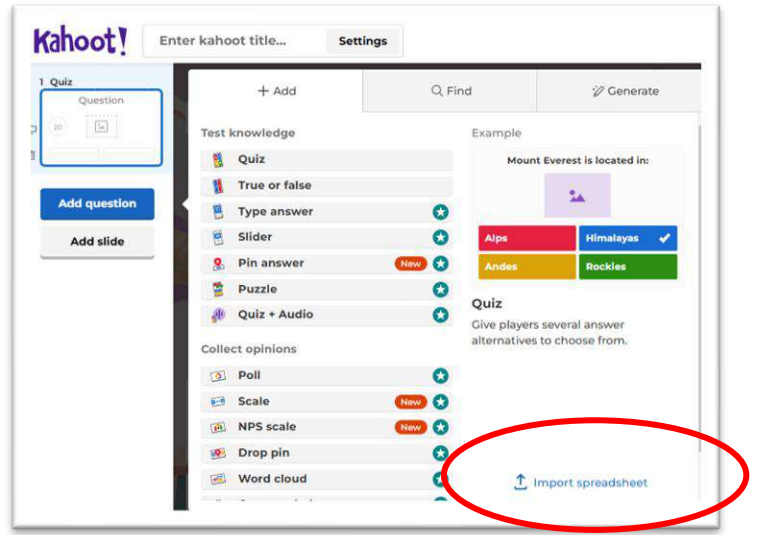 Kahoot!
Enter kahoot title...
Settings
1 Quiz
Question
20
Add question
Add slide
+ Add
Find
Generate
Test knowledge
Quiz
True or false
Type answer
Slider
Pin answer New
Puzzle
Quiz + Audio
Collect opinions
Poll
Scale New
NPS scale New
Drop pin
Word cloud
Example
Mount Everest is located in:
Alps
Himalayas
Andes
Rockies
Quiz
Give players several answer
alternatives to choose from.
Import spreadsheet